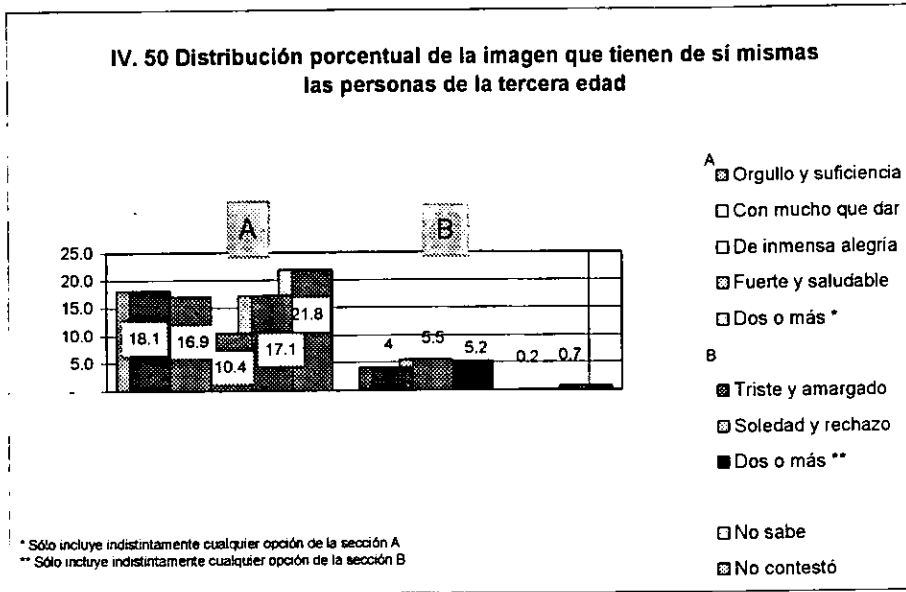 IV. 50 Distribución porcentual de la imagen que tienen de sí mismas
las personas de la tercera edad
A
B
25.0
20.0
15.0
10.0
5.0
-
18.1
16.9
10.4
17.1
21.8
4
5.5
5.2
0.2
0.7
A
Orgullo y suficiencia
Con mucho que dar
De inmensa alegría
Fuerte y saludable
Dos o más *
B
Triste y amargado
Soledad y rechazo
Dos o más **
No sabe
No contestó
* Sólo incluye indistintamente cualquier opción de la sección A
** Sólo incluye indistintamente cualquier opción de la sección B